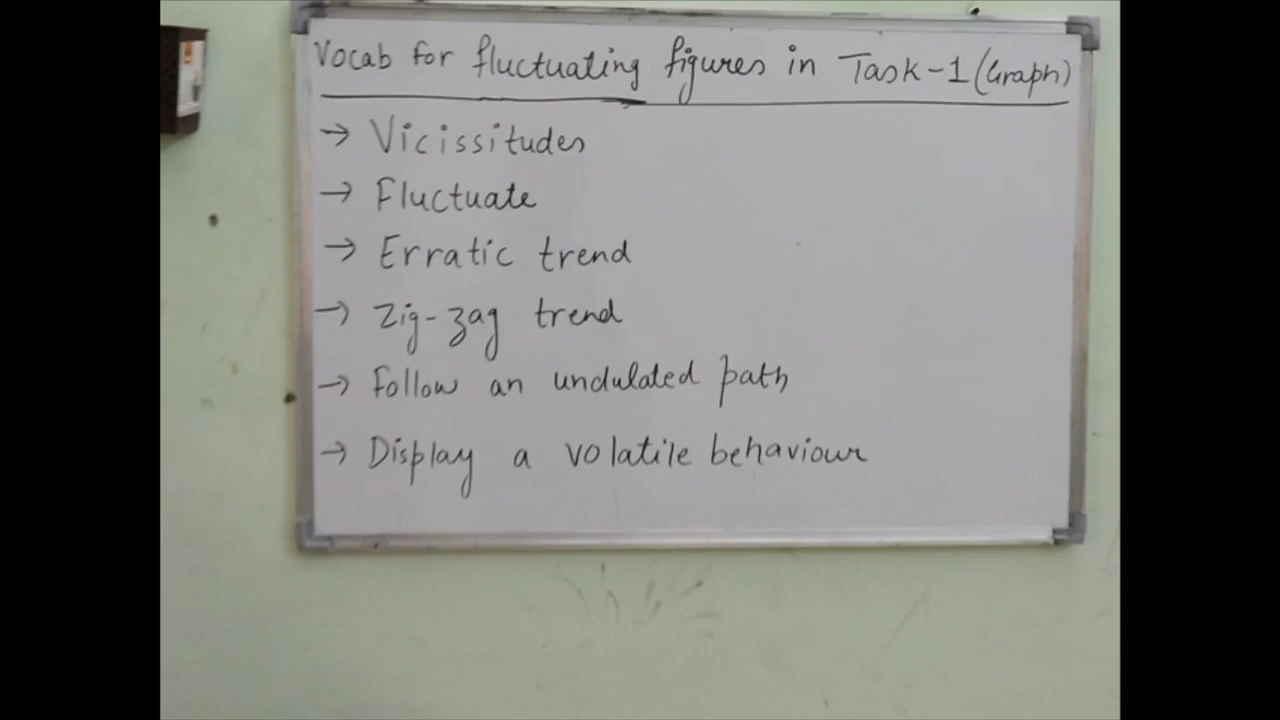 Vocab for fluctuating figures in Task-1 (Graph)
→ Vicissitudes
→ Fluctuate
→ Erratic trend
→ Zig-zag trend
→ Follow an undulated path
→ Display a volatile behaviour